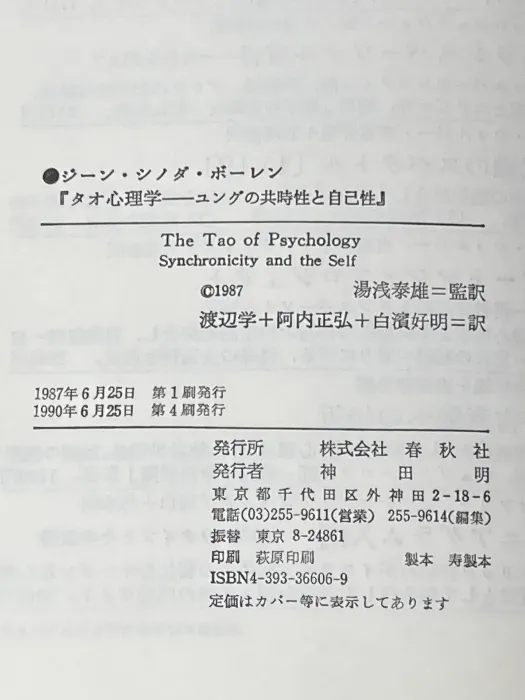 ●ジーン・シノダ・ボーレン
『タオ心理学──ユングの共時性と自己性』
The Tao of Psychology
Synchronicity and the Self
©1987 湯浅泰雄=監訳
渡辺学+阿内正弘+白濱好明=訳
1987年6月25日 第1刷発行
1990年6月25日 第4刷発行
発行所 株式会社 春秋社
発行者 神田明
東京都千代田区外神田2-18-6
電話(03)255-9611(営業) 255-9614(編集)
振替 東京 8-24861
印刷 萩原印刷 製本 寿製本
ISBN4-393-36606-9
定価はカバー等に表示してあります